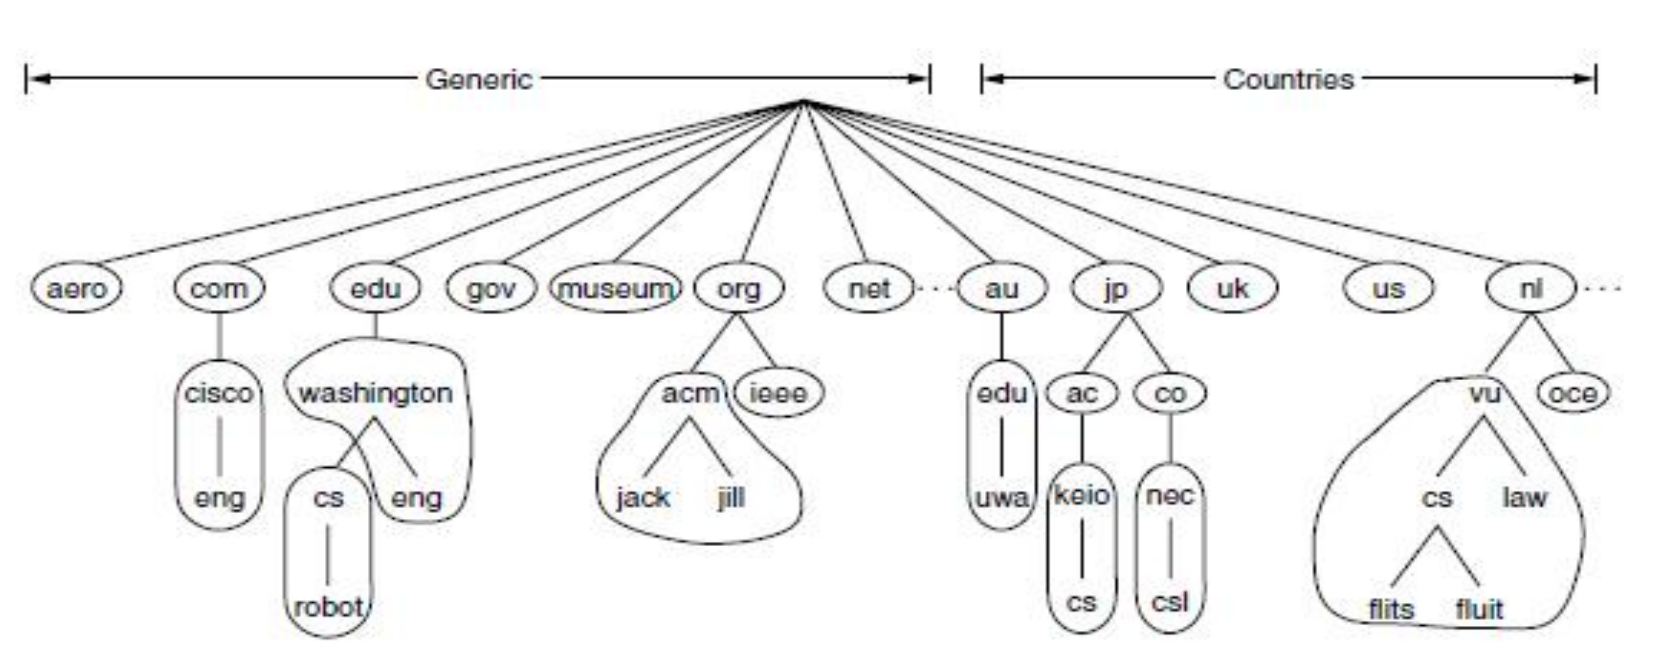 Generic Countries
aero com edu gov museum org net ... au jp uk us nl ...
cisco washington acm ieee edu ac co vu oce
eng cs eng jack jill uwa keio nec cs law
robot cs csl flits fluit